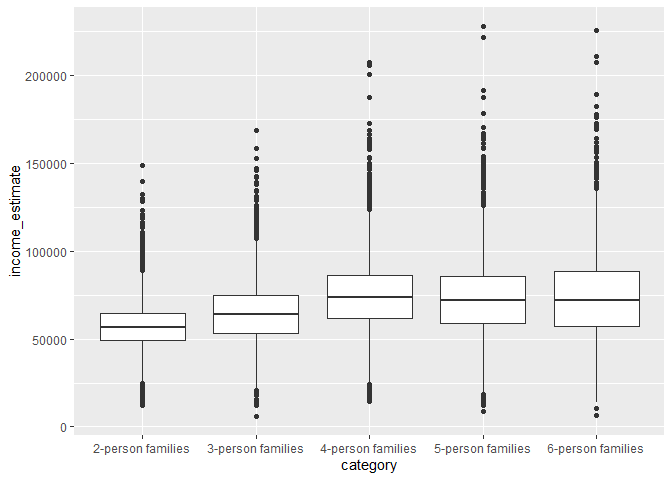 200000
150000
100000
50000
0
income_estimate
2-person families
3-person families
4-person families
5-person families
6-person families
category